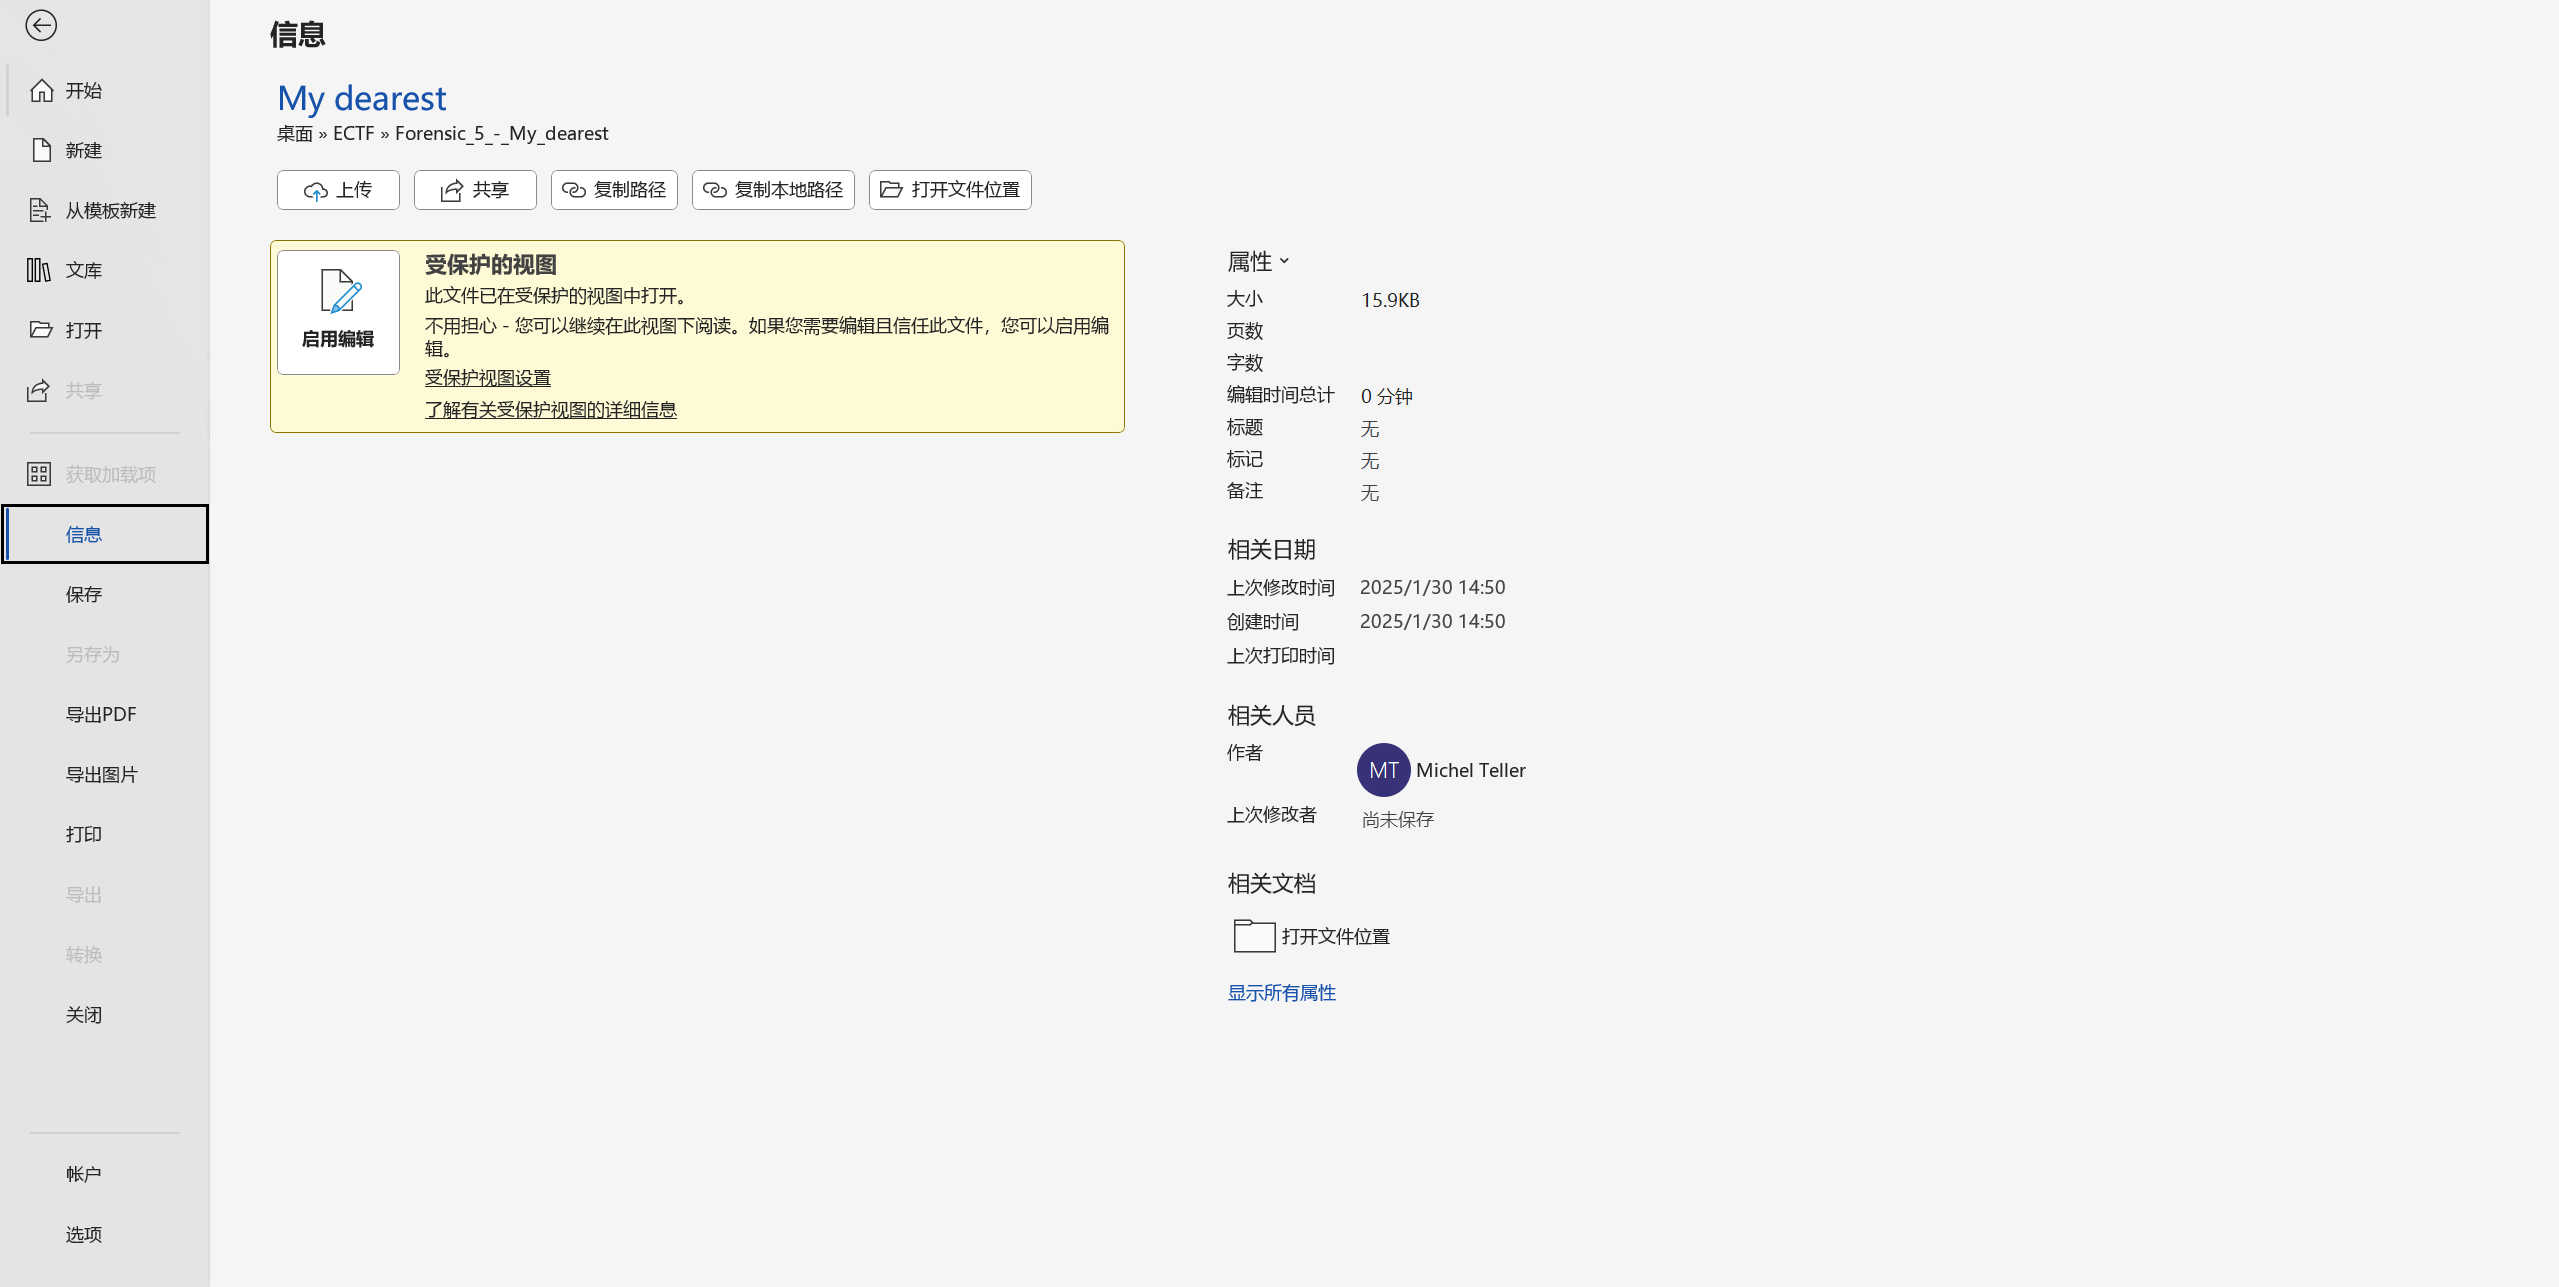 开始
新建
从模板新建
文库
打开
共享
获取加载项
信息
保存
另存为
导出PDF
导出图片
打印
导出
转换
关闭
帐户
选项
信息
My dearest
桌面 » ECTF » Forensic_5_-_My_dearest
上传 共享 复制路径 复制本地路径 打开文件位置
启用编辑
受保护的视图
此文件已在受保护的视图中打开。
不用担心 - 您可以继续在此视图下阅读。如果您需要编辑且信任此文件，您可以启用编
辑。
受保护视图设置
了解有关受保护视图的详细信息
属性
大小 15.9KB
页数
字数
编辑时间总计 0 分钟
标题 无
标记 无
备注 无
相关日期
上次修改时间 2025/1/30 14:50
创建时间 2025/1/30 14:50
上次打印时间
相关人员
作者 MT Michel Teller
上次修改者 尚未保存
相关文档
打开文件位置
显示所有属性